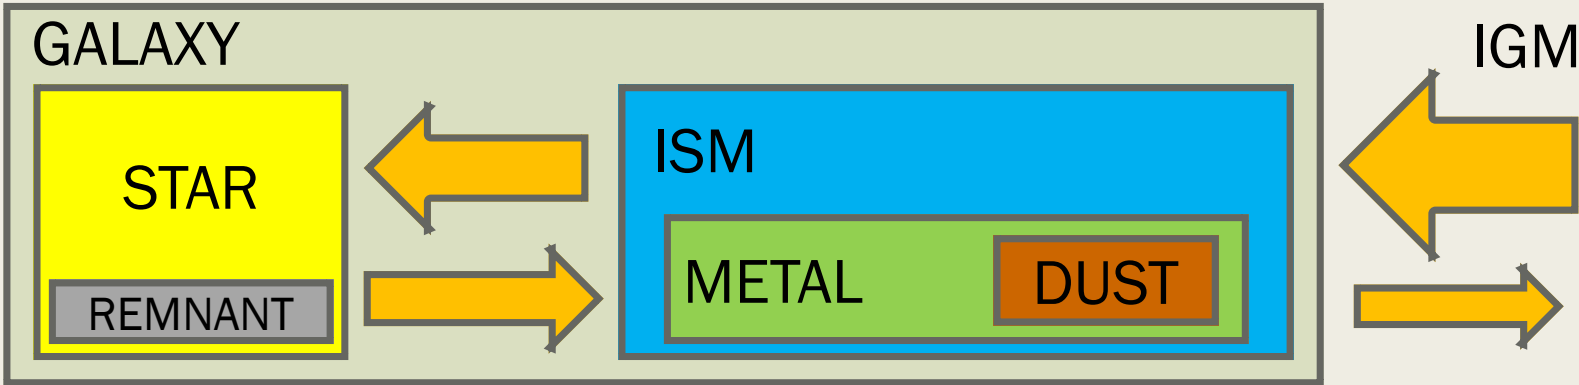 GALAXY
IGM
STAR
REMNANT
ISM
METAL
DUST